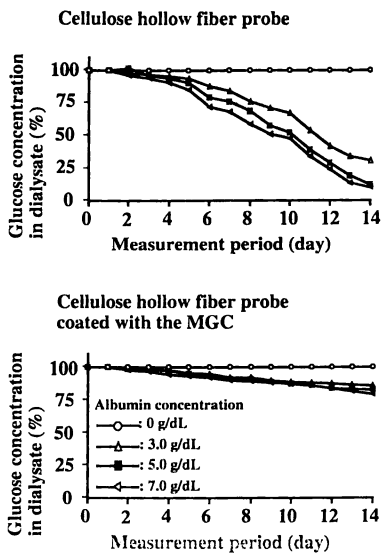 Cellulose hollow fiber probe
Glucose concentration
in dialysate (%)
100
75
50
25
0
0 2 4 6 8 10 12 14
Measurement period (day)
Cellulose hollow fiber probe
coated with the MGC
Glucose concentration
in dialysate (%)
100
75
50
25
0
Albumin concentration
: 0 g/dL
: 3.0 g/dL
: 5.0 g/dL
: 7.0 g/dL
0 2 4 6 8 10 12 14
Measurement period (day)